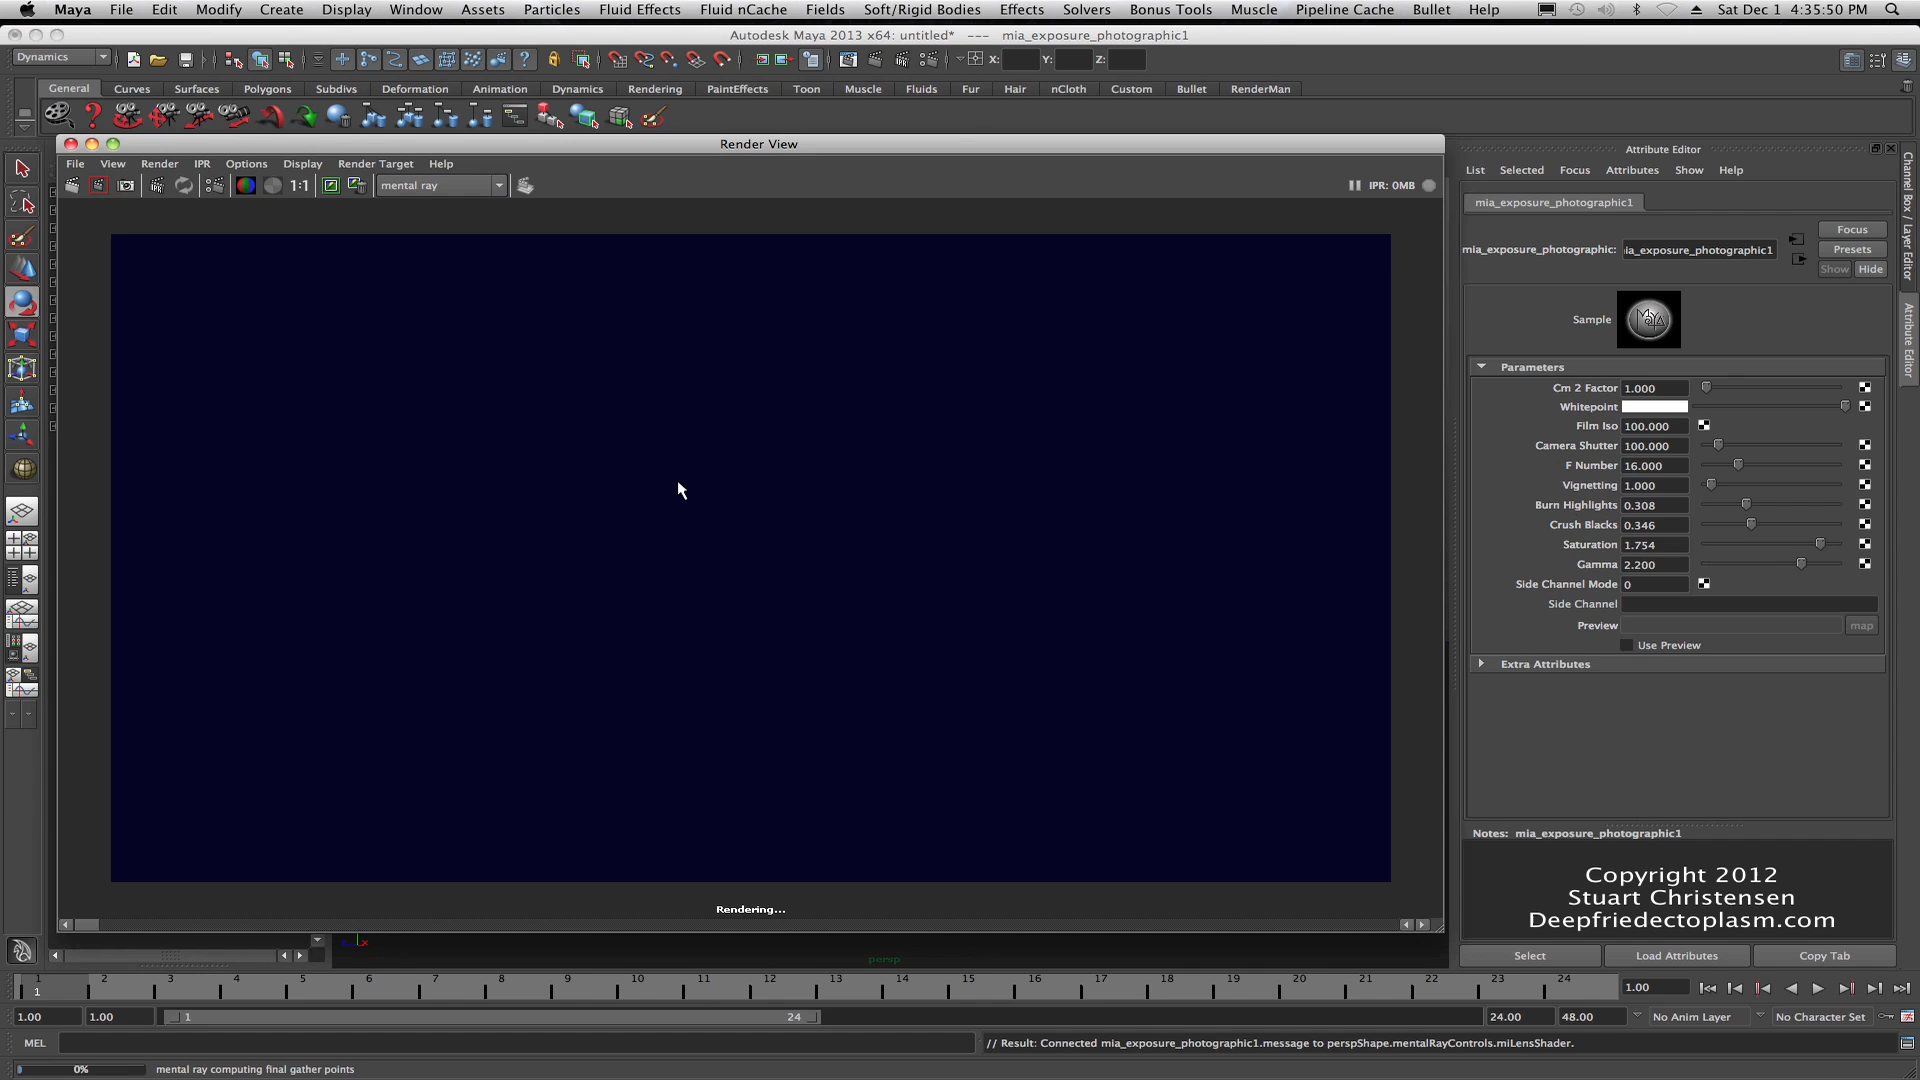 Maya File Edit Modify Create Display Window Assets Particles Fluid Effects Fluid nCache Fields Soft/Rigid Bodies Effects Solvers Bonus Tools Muscle Pipeline Cache Bullet Help Sat Dec 1 4:35:50 PM
Autodesk Maya 2013 x64: untitled* --- mia_exposure_photographic1
Dynamics X: Y: Z:
General Curves Surfaces Polygons Subdivs Deformation Animation Dynamics Rendering PaintEffects Toon Muscle Fluids Fur Hair nCloth Custom Bullet RenderMan
Render View
File View Render IPR Options Display Render Target Help
1:1 mental ray IPR: 0MB
Rendering...
persp
Attribute Editor
List Selected Focus Attributes Show Help
mia_exposure_photographic1
Focus
mia_exposure_photographic: ia_exposure_photographic1 Presets
Show Hide
Sample
Parameters
Cm 2 Factor 1.000
Whitepoint
Film Iso 100.000
Camera Shutter 100.000
F Number 16.000
Vignetting 1.000
Burn Highlights 0.308
Crush Blacks 0.346
Saturation 1.754
Gamma 2.200
Side Channel Mode 0
Side Channel
Preview map
Use Preview
Extra Attributes
Notes: mia_exposure_photographic1
Copyright 2012
Stuart Christensen
Deepfriedectoplasm.com
Select Load Attributes Copy Tab
Channel Box / Layer Editor
Attribute Editor
1 2 3 4 5 6 7 8 9 10 11 12 13 14 15 16 17 18 19 20 21 22 23 24
1 1.00
1.00 1.00 1 24 24.00 48.00 No Anim Layer No Character Set
MEL // Result: Connected mia_exposure_photographic1.message to perspShape.mentalRayControls.miLensShader.
0% mental ray computing final gather points